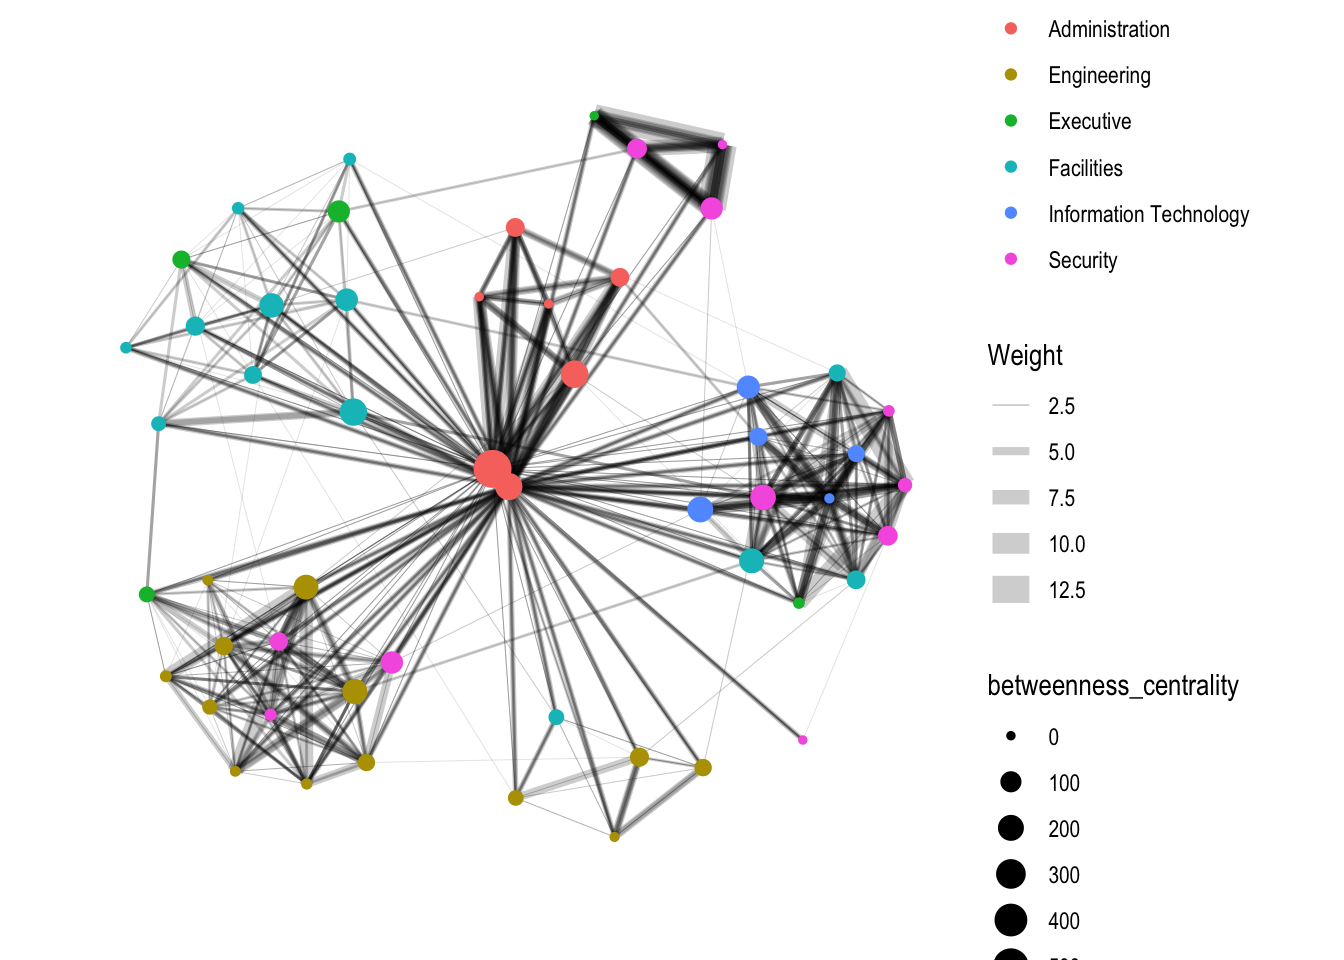 Administration
Engineering
Executive
Facilities
Information Technology
Security
Weight
2.5
5.0
7.5
10.0
12.5
betweenness_centrality
0
100
200
300
400